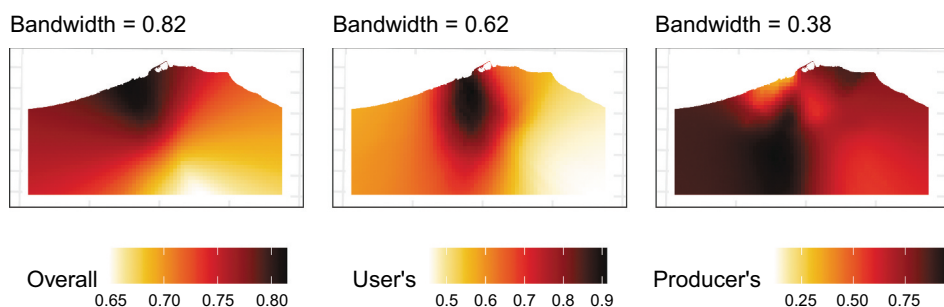 Bandwidth = 0.82 Bandwidth = 0.62 Bandwidth = 0.38
Overall User's Producer's
0.65 0.70 0.75 0.80 0.5 0.6 0.7 0.8 0.9 0.25 0.50 0.75